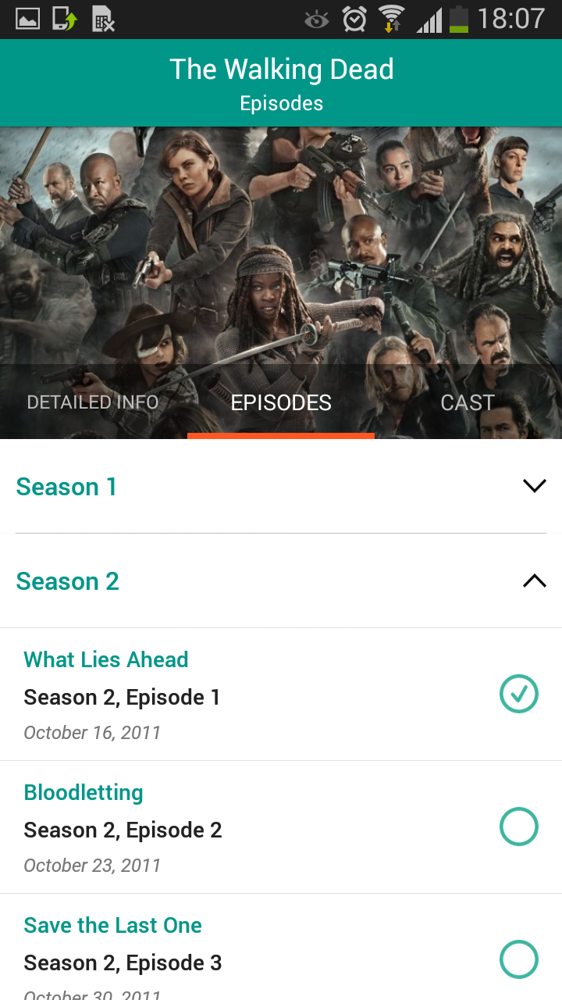 18:07
The Walking Dead
Episodes
DETAILED INFO
EPISODES
CAST
Season 1
Season 2
What Lies Ahead
Season 2, Episode 1
October 16, 2011
Bloodletting
Season 2, Episode 2
October 23, 2011
Save the Last One
Season 2, Episode 3
October 30, 2011